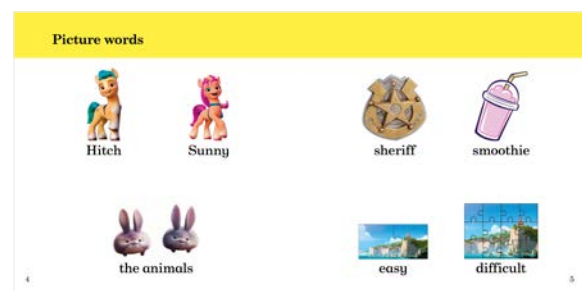 Picture words
Hitch
Sunny
sheriff
smoothie
the animals
easy
difficult
4
5